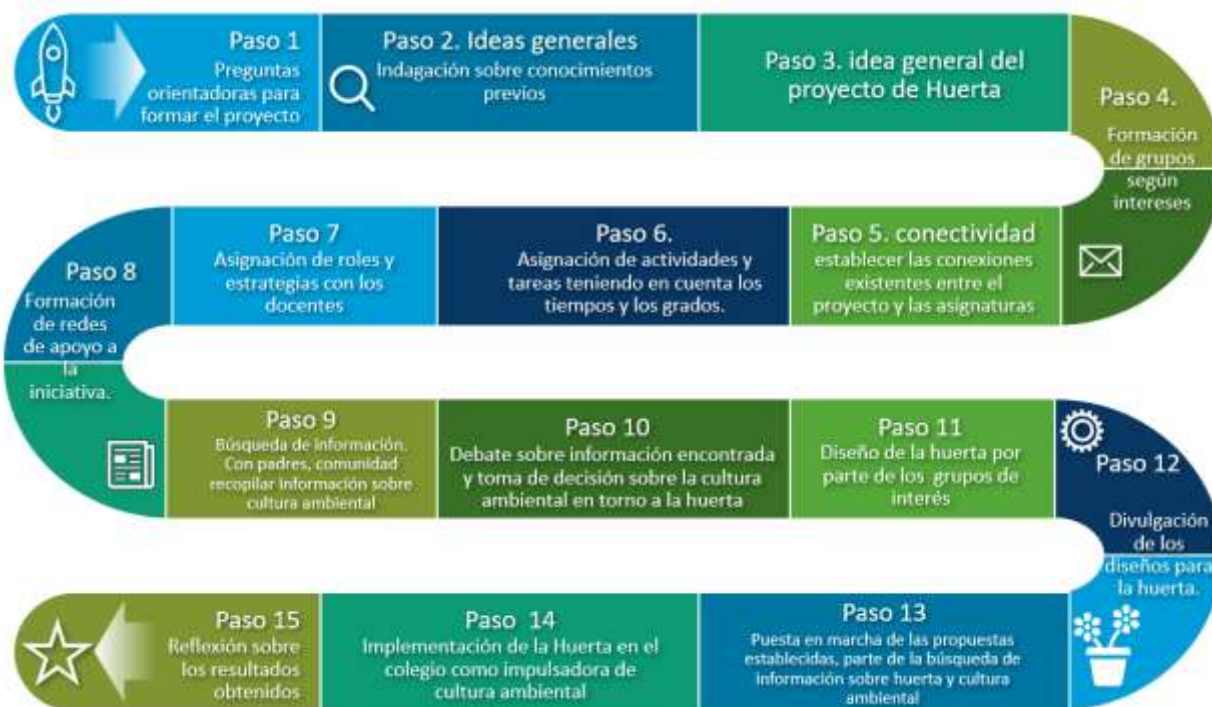 Paso 1
Preguntas
orientadoras para
formar el proyecto
Paso 2. Ideas generales
Indagación sobre conocimientos
previos
Paso 3. idea general del
proyecto de Huerta
Paso 4.
Formación
de grupos
según
intereses
Paso 5. conectividad
establecer las conexiones
existentes entre el
proyecto y las asignaturas
Paso 6.
Asignación de actividades y
tareas teniendo en cuenta los
tiempos y los grados.
Paso 7
Asignación de roles y
estrategias con los
docentes
Paso 8
Formación
de redes
de apoyo a
la
iniciativa.
Paso 9
Búsqueda de información.
Con padres, comunidad
recopilar información sobre
cultura ambiental
Paso 10
Debate sobre información encontrada
y toma de decisión sobre la cultura
ambiental en torno a la huerta
Paso 11
Diseño de la huerta por
parte de los grupos de
interés
Paso 12
Divulgación
de los
diseños para
la huerta.
Paso 13
Puesta en marcha de las propuestas
establecidas, parte de la búsqueda de
información sobre huerta y cultura
ambiental
Paso 14
Implementación de la Huerta en el
colegio como impulsadora de
cultura ambiental
Paso 15
Reflexión sobre
los resultados
obtenidos